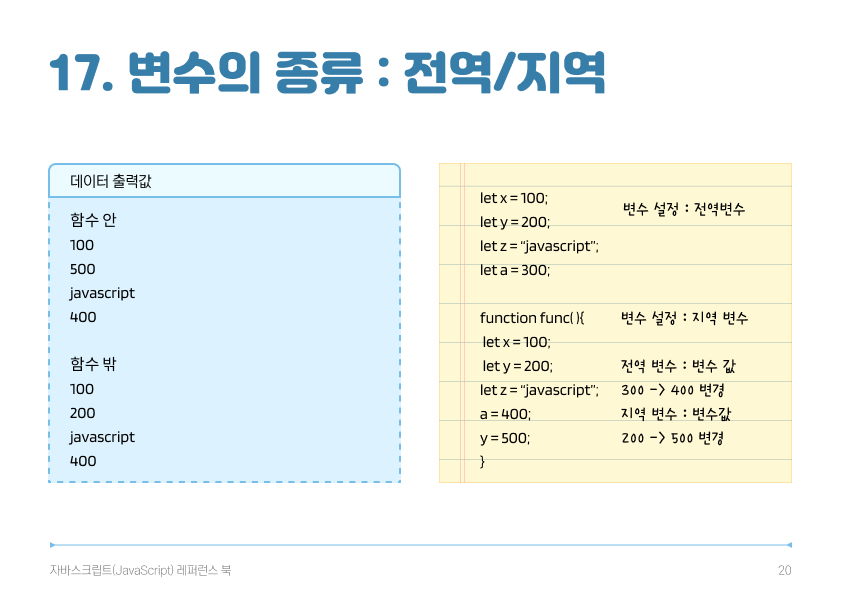 17. 변수의 종류 : 전역/지역
데이터 출력값
함수 안
100
500
javascript
400
함수 밖
100
200
javascript
400
let x = 100;
변수 설정 : 전역변수
let y = 200;
let z = “javascript”;
let a = 300;
function func( ){
변수 설정 : 지역 변수
let x = 100;
let y = 200;
전역 변수 : 변수 값
let z = “javascript”;
300 -> 400 변경
a = 400;
지역 변수 : 변수값
y = 500;
200 -> 500 변경
}
자바스크립트(JavaScript) 레퍼런스 북
20